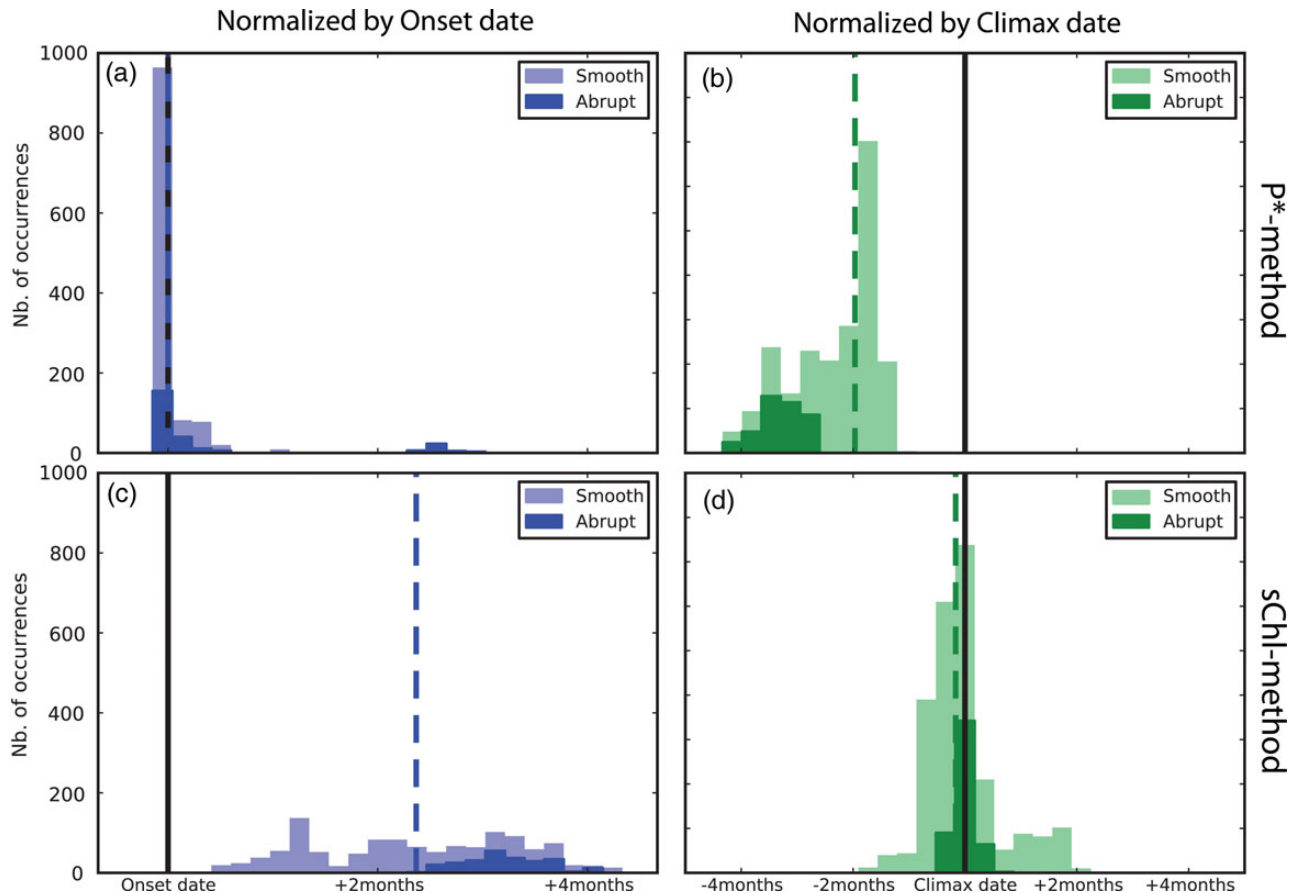 Normalized by Onset date
Normalized by Climax date
1000
800
600
400
200
0
Nb. of occurrences
(a)
Smooth
Abrupt
(b)
Smooth
Abrupt
P*-method
1000
800
600
400
200
0
Nb. of occurrences
(c)
Smooth
Abrupt
(d)
Smooth
Abrupt
sChl-method
Onset date
+2months
+4months
-4months
-2months
Climax date
+2months
+4months